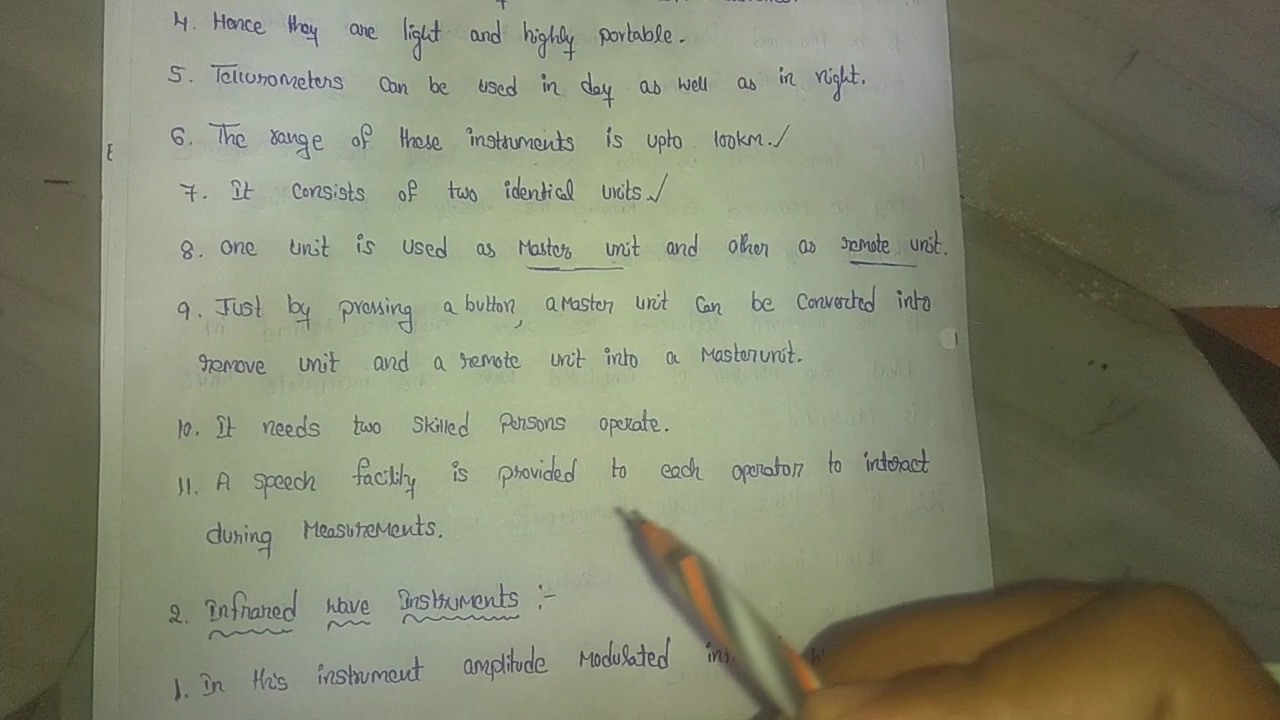 4. Hence they are light and highly portable.
5. Tellurometers can be used in day as well as in night.
6. The range of these instruments is upto 100km.
7. It consists of two identical units.
8. One unit is used as Master unit and other as remote unit.
9. Just by pressing a button, a Master unit can be converted into
remove unit and a remote unit into a Master unit.
10. It needs two skilled persons operate.
11. A speech facility is provided to each operator to interact
during Measurements.
2. Infrared wave Instruments :-
1. In this instrument amplitude modulated